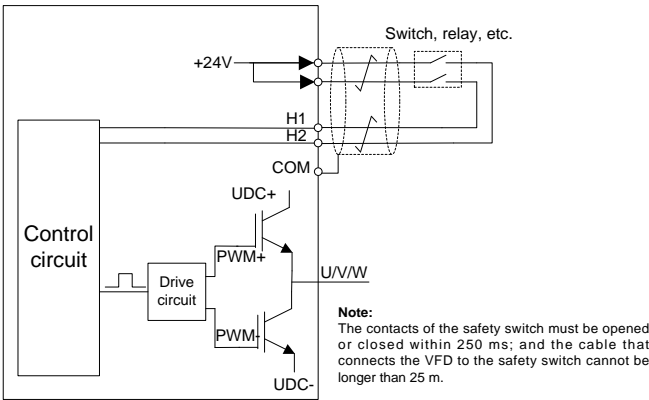 Switch, relay, etc.
+24V
H1
H2
COM
UDC+
Control
circuit
PWM+
Drive
circuit
U/V/W
PWM-
UDC-
Note:
The contacts of the safety switch must be opened
or closed within 250 ms; and the cable that
connects the VFD to the safety switch cannot be
longer than 25 m.